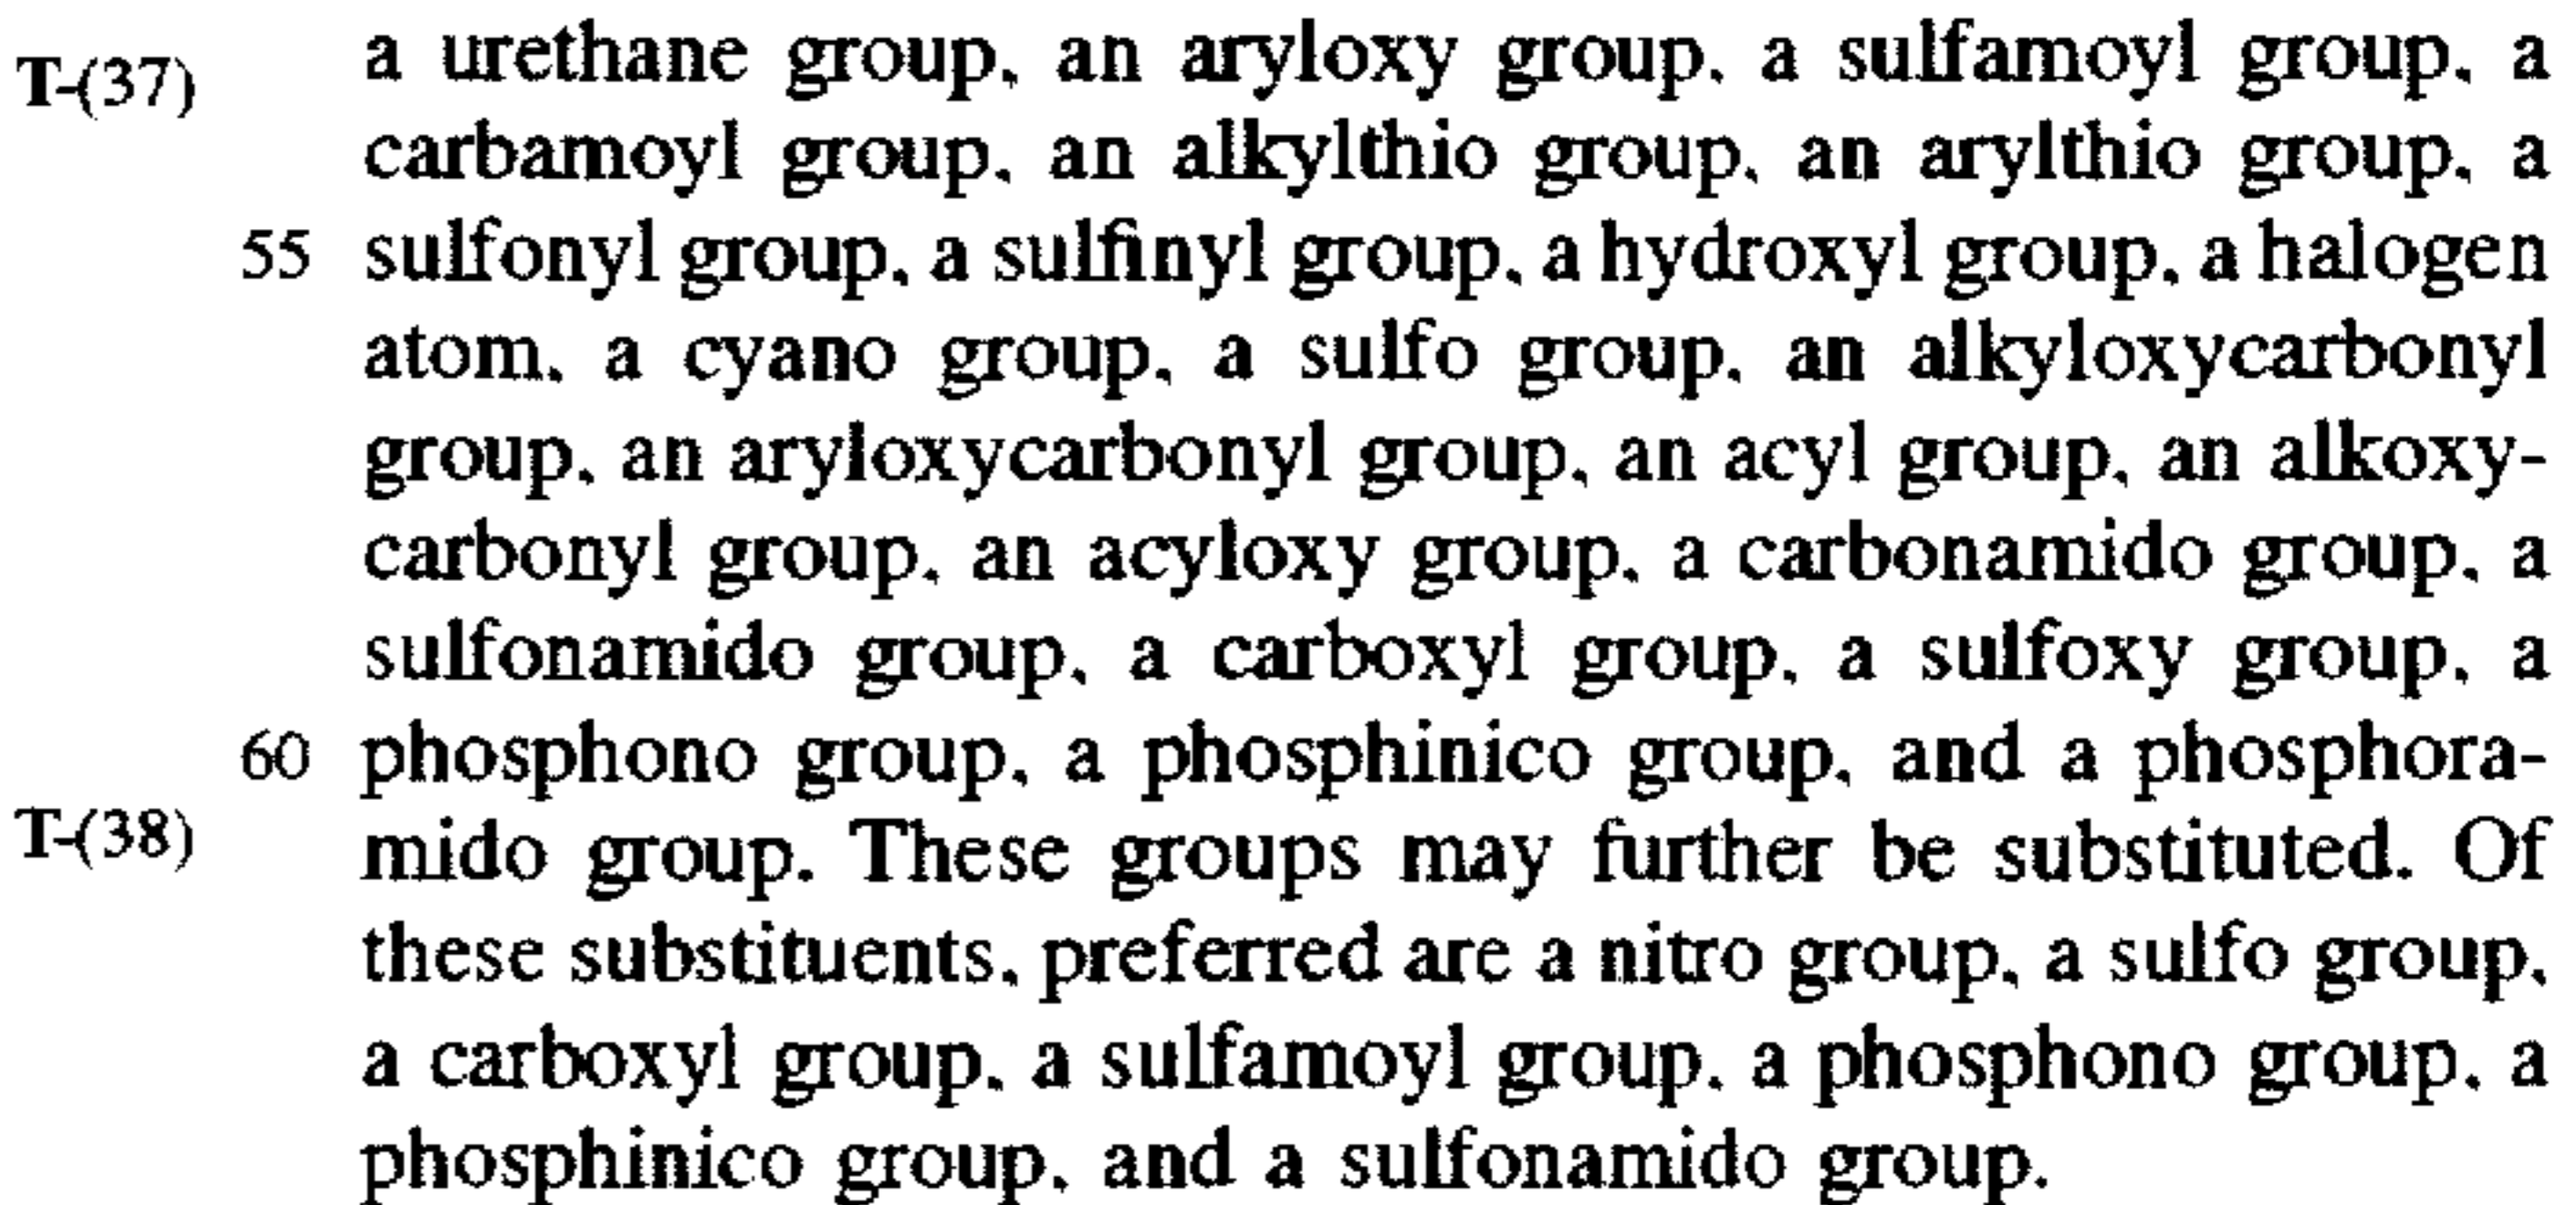 T-(37) a urethane group, an aryloxy group, a sulfamoyl group, a
carbamoyl group, an alkylthio group, an arylthio group, a
55 sulfonyl group, a sulfinyl group, a hydroxyl group, a halogen
atom, a cyano group, a sulfo group, an alkyloxycarbonyl
group, an aryloxycarbonyl group, an acyl group, an alkoxy-
carbonyl group, an acyloxy group, a carbonamido group, a
sulfonamido group, a carboxyl group, a sulfoxy group, a
60 phosphono group, a phosphinico group, and a phosphora-
T-(38) mido group. These groups may further be substituted. Of
these substituents, preferred are a nitro group, a sulfo group,
a carboxyl group, a sulfamoyl group, a phosphono group, a
phosphinico group, and a sulfonamido group.